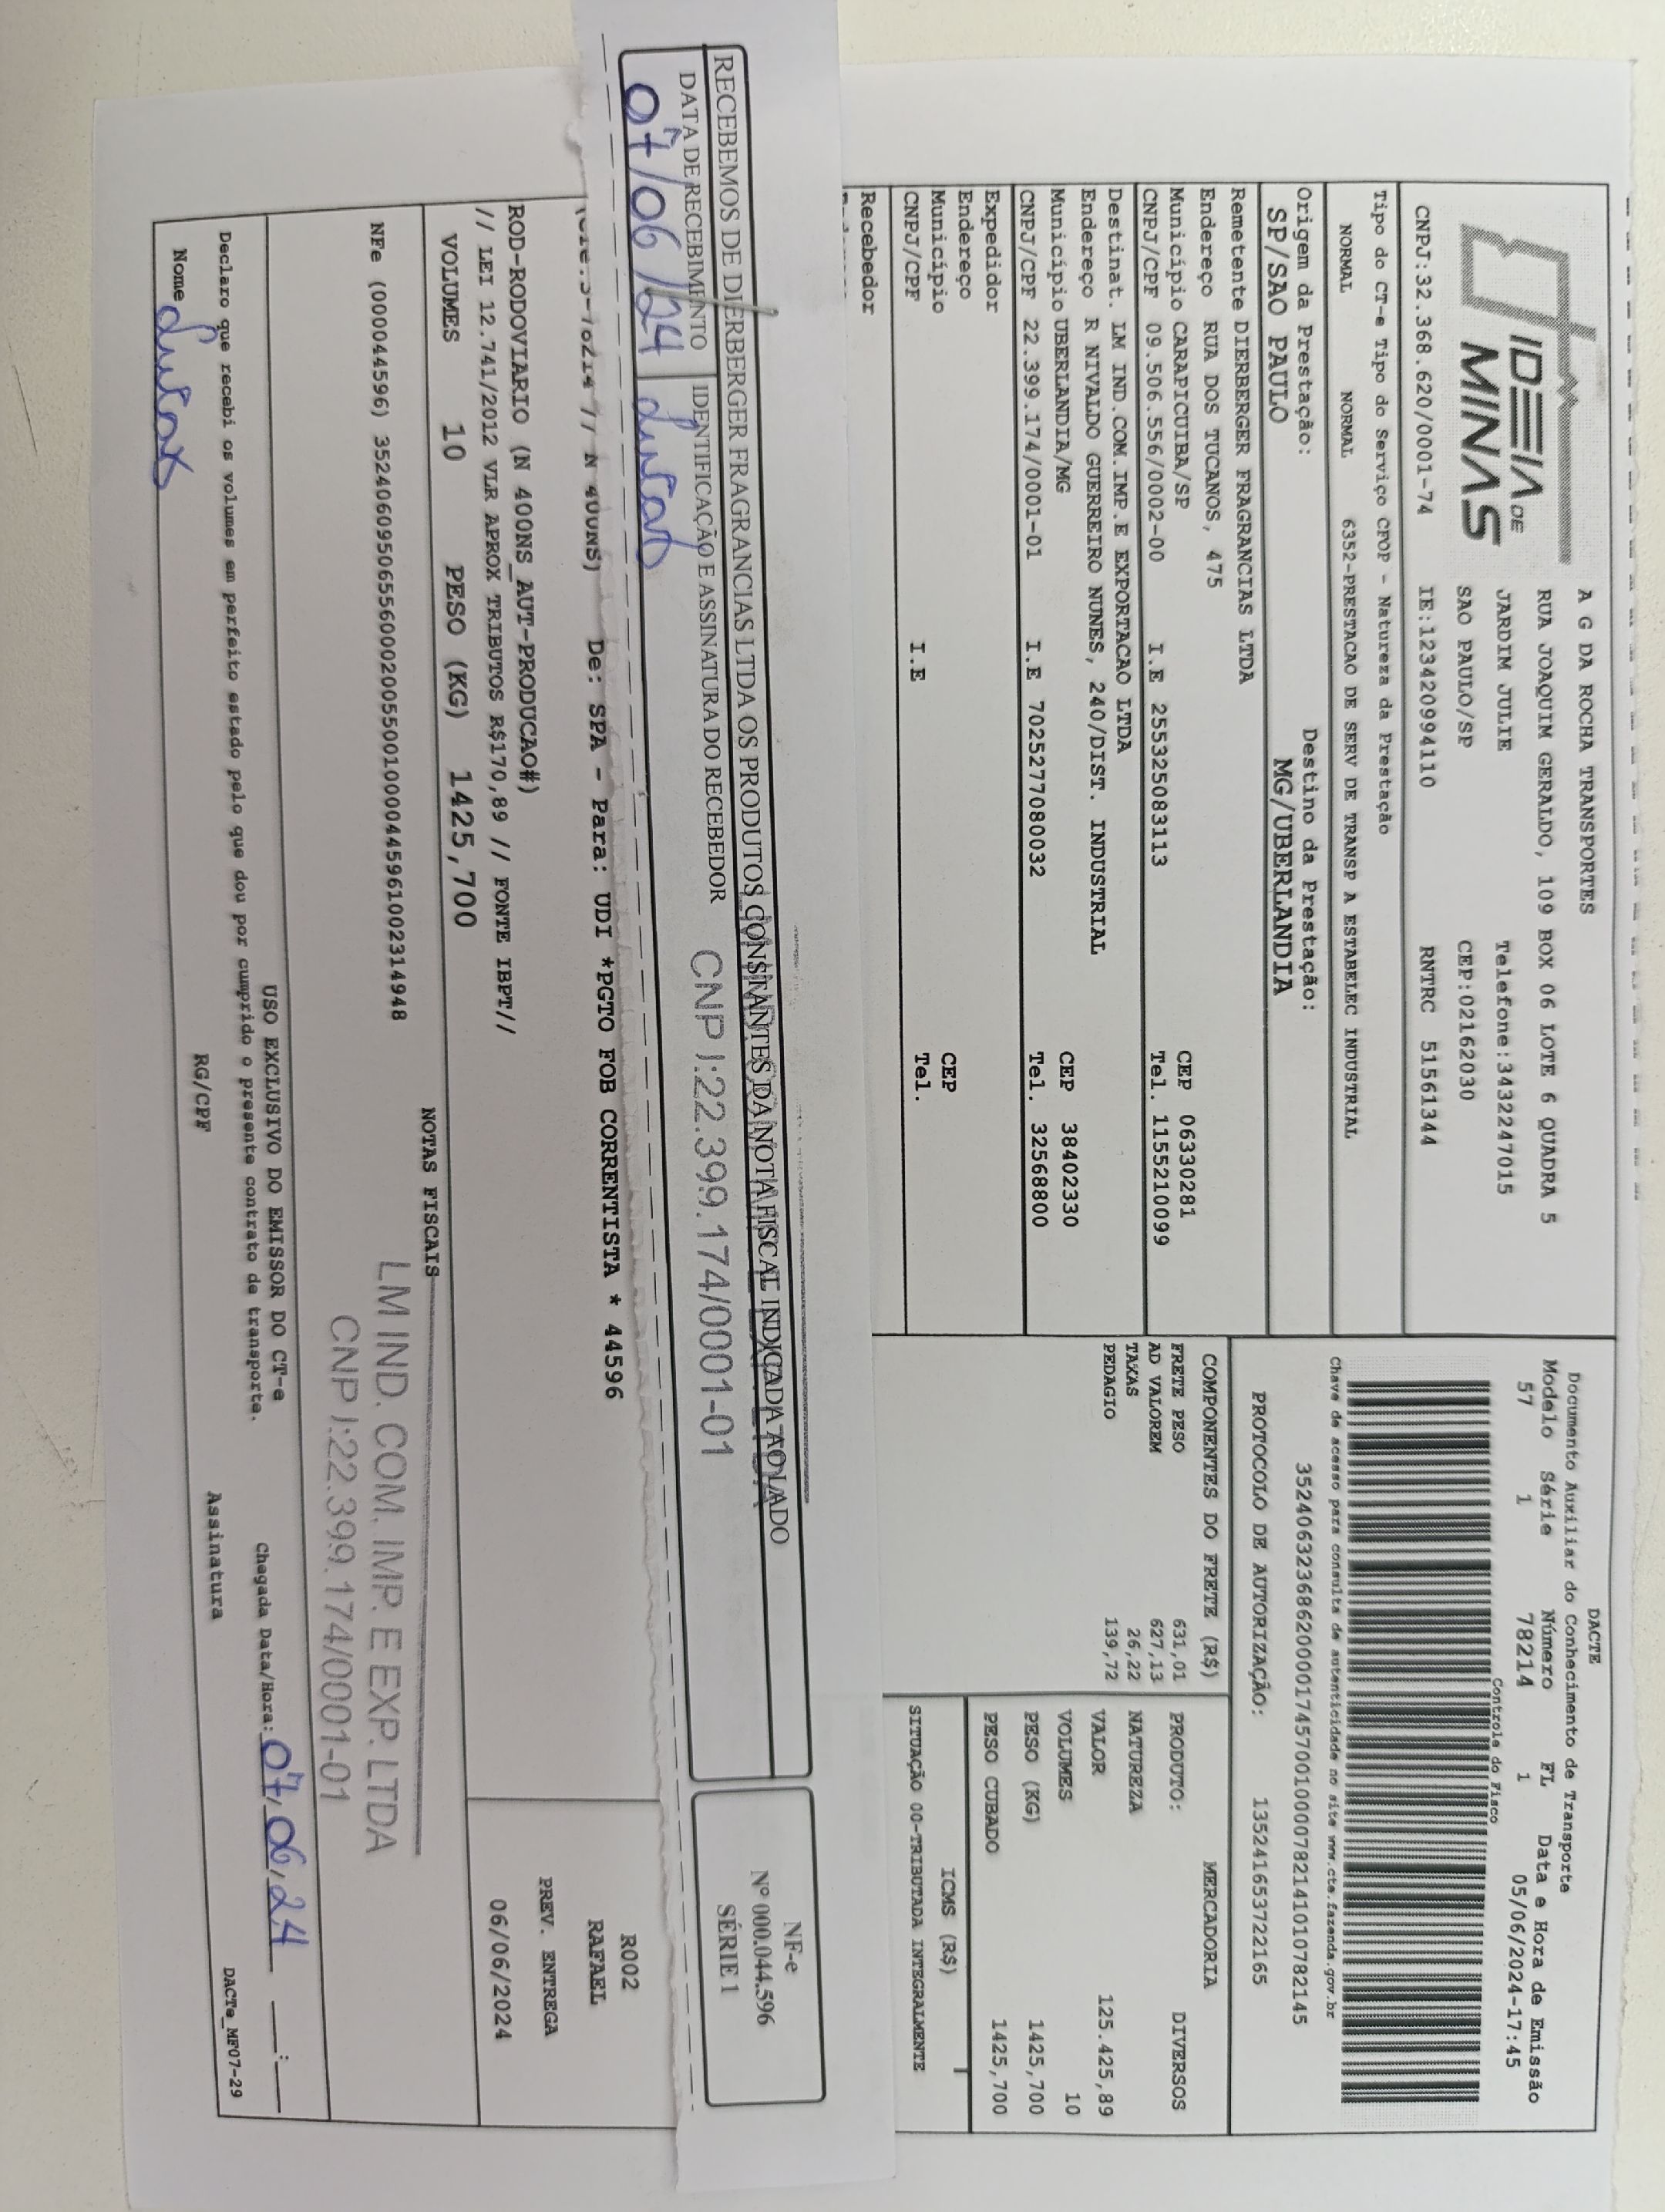 IDEIA DE
MINAS
A G DA ROCHA TRANSPORTES
RUA JOAQUIM GERALDO, 109 BOX 06 LOTE 6 QUADRA 5
JARDIM JULIE Telefone:3432247015
SAO PAULO/SP CEP:02162030
CNPJ:32.368.620/0001-74 IE:123420994110 RNTRC 51561344
DACTE
Documento Auxiliar do Conhecimento de Transporte
Modelo Série Número FL Data e Hora de Emissão
57 1 78214 1 05/06/2024-17:45
Controle do Fisco
Chave de acesso para consulta de autenticidade no site www.cte.fazenda.gov.br
35240632368620000174570010000782141010782145
PROTOCOLO DE AUTORIZAÇÃO: 135241653722165
Tipo do CT-e Tipo do Serviço CFOP - Natureza da Prestação
NORMAL NORMAL 6352-PRESTACAO DE SERV DE TRANSP A ESTABELEC INDUSTRIAL
Origem da Prestação: Destino da Prestação:
SP/SAO PAULO MG/UBERLANDIA
Remetente DIERBERGER FRAGRANCIAS LTDA
Endereço RUA DOS TUCANOS, 475
Município CARAPICUIBA/SP CEP 06330281
CNPJ/CPF 09.506.556/0002-00 I.E 255325083113 Tel. 1155210099
Destinat. LM IND.COM.IMP.E EXPORTACAO LTDA
Endereço R NIVALDO GUERREIRO NUNES, 240/DIST. INDUSTRIAL
Município UBERLANDIA/MG CEP 38402330
CNPJ/CPF 22.399.174/0001-01 I.E 7025277080032 Tel. 32568800
Expedidor
Endereço
Município CEP
CNPJ/CPF I.E Tel.
Recebedor
COMPONENTES DO FRETE (R$)
FRETE PESO 631,01
AD VALOREM 627,13
TAXAS 26,22
PEDAGIO 139,72
MERCADORIA
PRODUTO: DIVERSOS
NATUREZA
VALOR 125.425,89
VOLUMES 10
PESO (KG) 1425,700
PESO CUBADO 1425,700
ICMS (R$)
SITUAÇÃO 00-TRIBUTADA INTEGRALMENTE
RECEBEMOS DE DIERBERGER FRAGRANCIAS LTDA OS PRODUTOS CONSTANTES DA NOTA FISCAL INDICADA AO LADO
DATA DE RECEBIMENTO IDENTIFICAÇÃO E ASSINATURA DO RECEBEDOR
07/06/24 Lucas
CNPJ:22.399.174/0001-01
NF-e
Nº 000.044.596
SÉRIE 1
De: SPA - Para: UDI *PGTO FOB CORRENTISTA * 44596
ROD-RODOVIARIO (N 400NS_AUT-PRODUCAO#)
// LEI 12.741/2012 VLR APROX TRIBUTOS R$170,89 // FONTE IBPT//
R002
RAFAEL
PREV. ENTREGA
06/06/2024
VOLUMES 10 PESO (KG) 1425,700
NOTAS FISCAIS
NFe (000044596) 35240609506556000200550010000445961002314948
LM IND. COM. IMP. E EXP. LTDA
CNPJ:22.399.174/0001-01
USO EXCLUSIVO DO EMISSOR DO CT-e
Declaro que recebi os volumes em perfeito estado pelo que dou por cumprido o presente contrato de transporte.
Chegada Data/Hora: 07/06/24 __:__
Nome Lucas RG/CPF Assinatura
DACTe_MF07-29